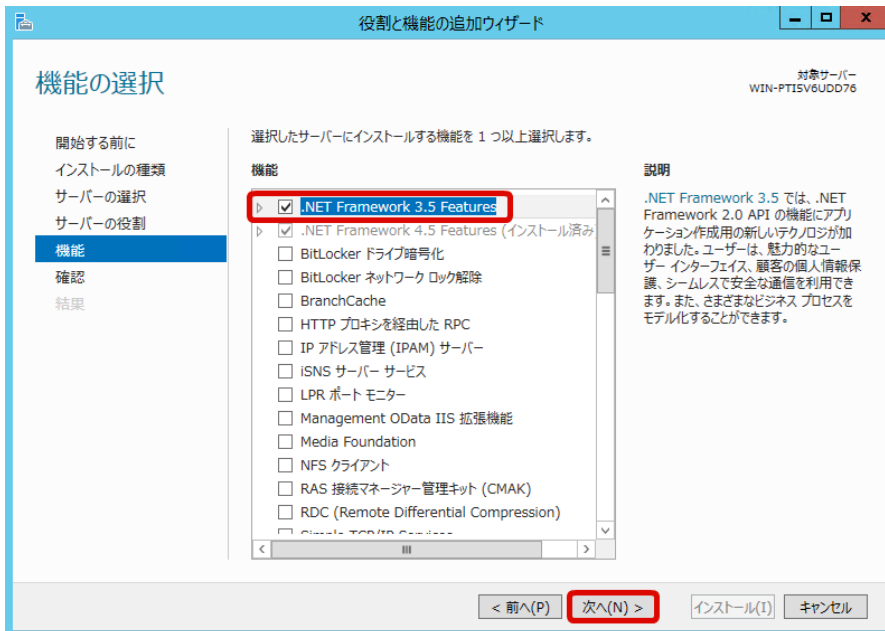 役割と機能の追加ウィザード
機能の選択
対象サーバー
WIN-PTI5V6UDD76
開始する前に
インストールの種類
サーバーの選択
サーバーの役割
機能
確認
結果
選択したサーバーにインストールする機能を 1 つ以上選択します。
機能
.NET Framework 3.5 Features
.NET Framework 4.5 Features (インストール済み
BitLocker ドライブ暗号化
BitLocker ネットワーク ロック解除
BranchCache
HTTP プロキシを経由した RPC
IP アドレス管理 (IPAM) サーバー
iSNS サーバー サービス
LPR ポート モニター
Management OData IIS 拡張機能
Media Foundation
NFS クライアント
RAS 接続マネージャー管理キット (CMAK)
RDC (Remote Differential Compression)
Simple TCP/IP Services
説明
.NET Framework 3.5 では、.NET
Framework 2.0 API の機能にアプリ
ケーション作成用の新しいテクノロジが加
わりました。ユーザーは、魅力的なユー
ザー インターフェイス、顧客の個人情報保
護、シームレスで安全な通信を利用でき
ます。また、さまざまなビジネス プロセスを
モデル化することができます。
< 前へ(P)
次へ(N) >
インストール(I)
キャンセル